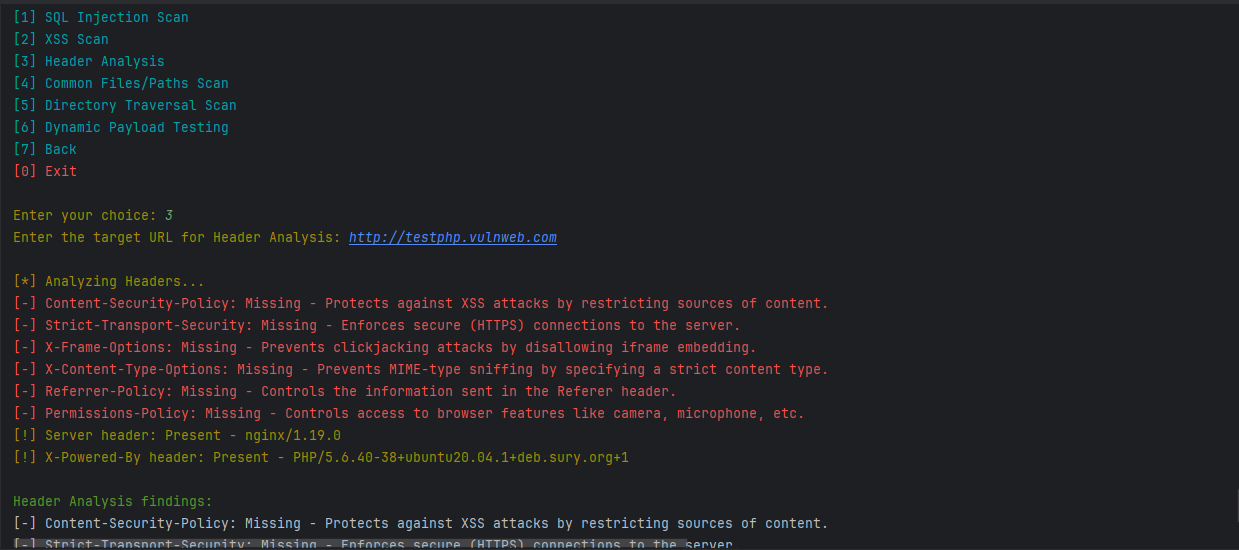 [1] SQL Injection Scan
[2] XSS Scan
[3] Header Analysis
[4] Common Files/Paths Scan
[5] Directory Traversal Scan
[6] Dynamic Payload Testing
[7] Back
[0] Exit
Enter your choice: 3
Enter the target URL for Header Analysis: http://testphp.vulnweb.com
[*] Analyzing Headers...
[-] Content-Security-Policy: Missing - Protects against XSS attacks by restricting sources of content.
[-] Strict-Transport-Security: Missing - Enforces secure (HTTPS) connections to the server.
[-] X-Frame-Options: Missing - Prevents clickjacking attacks by disallowing iframe embedding.
[-] X-Content-Type-Options: Missing - Prevents MIME-type sniffing by specifying a strict content type.
[-] Referrer-Policy: Missing - Controls the information sent in the Referer header.
[-] Permissions-Policy: Missing - Controls access to browser features like camera, microphone, etc.
[!] Server header: Present - nginx/1.19.0
[!] X-Powered-By header: Present - PHP/5.6.40-38+ubuntu20.04.1+deb.sury.org+1
Header Analysis findings:
[-] Content-Security-Policy: Missing - Protects against XSS attacks by restricting sources of content.
[-] Strict-Transport-Security: Missing - Enforces secure (HTTPS) connections to the server